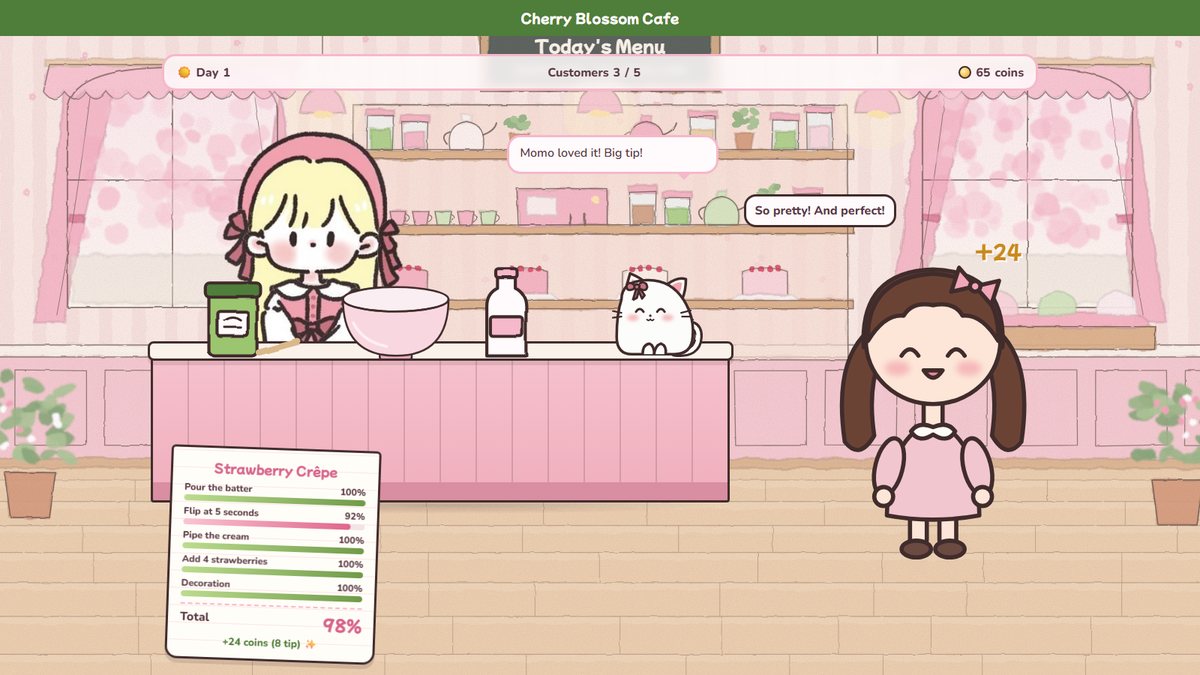 Cherry Blossom Cafe
Today's Menu
Day 1
Customers 3 / 5
65 coins
Momo loved it! Big tip!
So pretty! And perfect!
+24
Strawberry Crêpe
Pour the batter 100%
Flip at 5 seconds 92%
Pipe the cream 100%
Add 4 strawberries 100%
Decoration 100%
Total 98%
+24 coins (8 tip) ✨